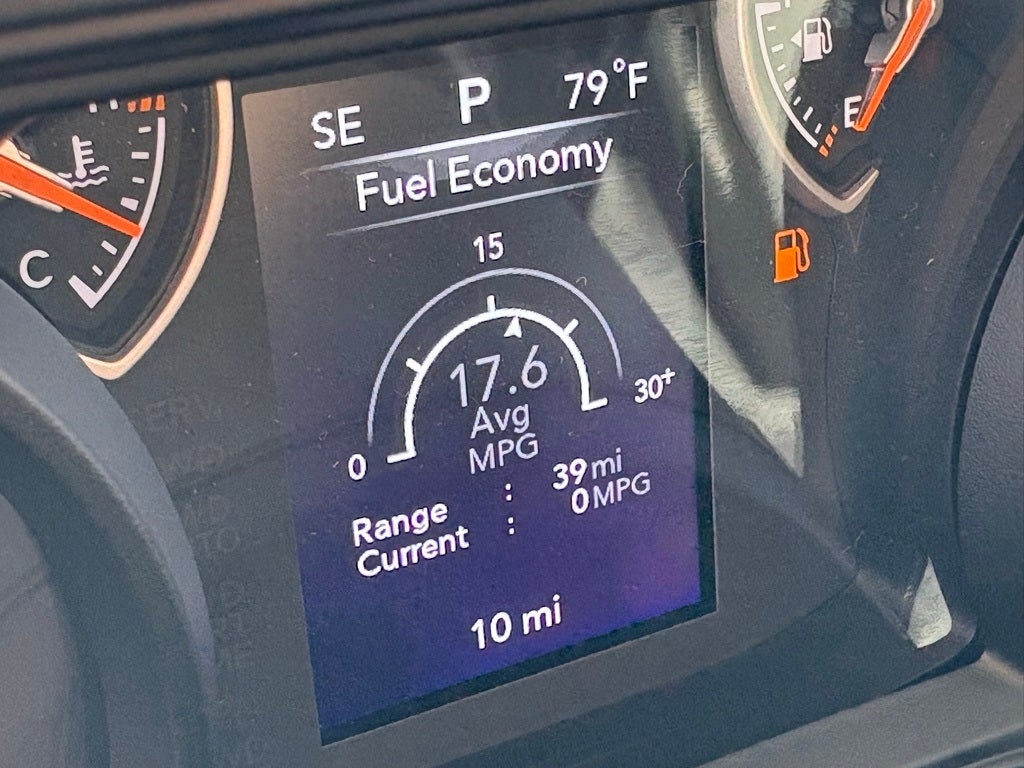 SE P 79°F
Fuel Economy
15
17.6
Avg
MPG
0
30+
Range : 39 mi
Current : 0 MPG
10 mi
C
E